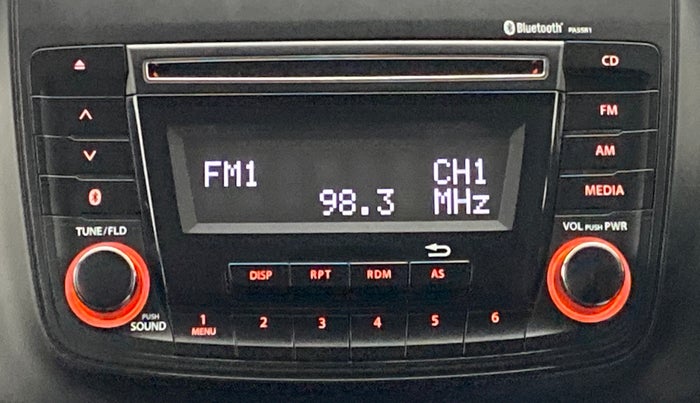 Bluetooth PA35R1
CD
FM
AM
MEDIA
FM1 CH1
98.3 MHz
TUNE/FLD
VOL PUSH PWR
DISP RPT RDM AS
PUSH
SOUND
1 2 3 4 5 6
MENU